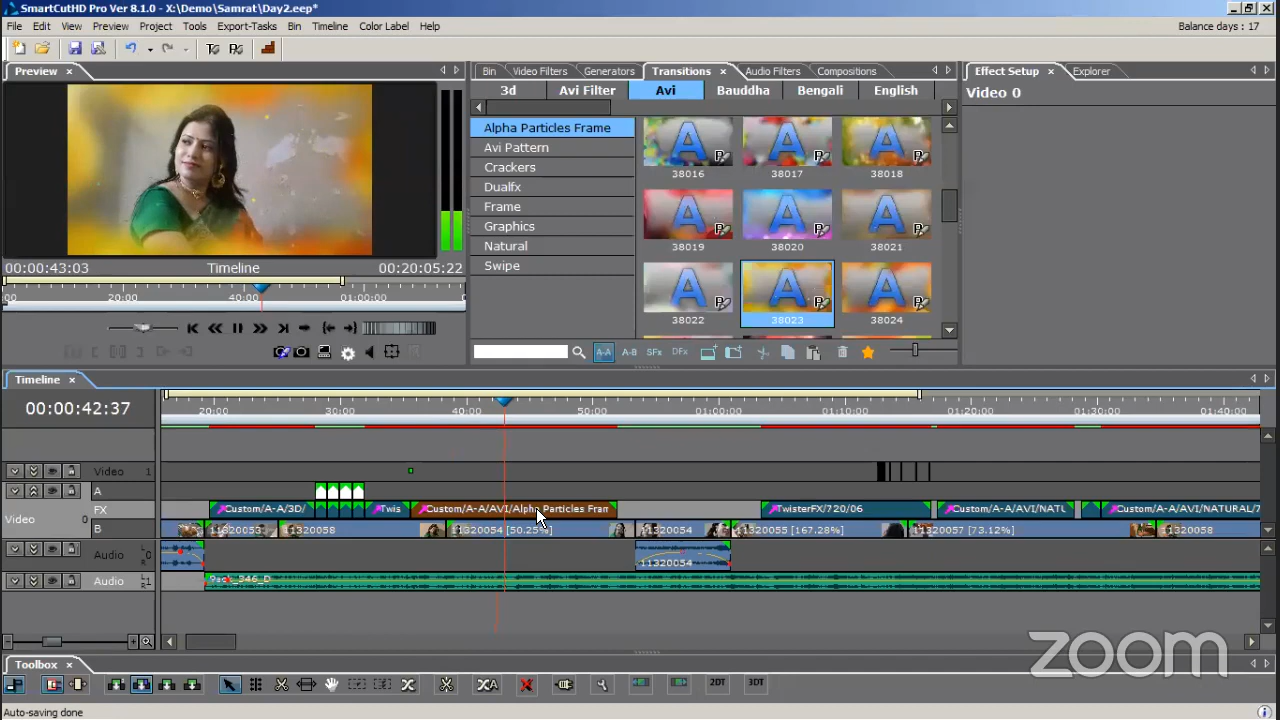 SmartCutHD Pro Ver 8.1.0 - X:\Demo\Samrat\Day2.eep*
File Edit View Preview Project Tools Export-Tasks Bin Timeline Color Label Help
Balance days : 17
Preview ×
Bin Video Filters Generators Transitions × Audio Filters Compositions
Effect Setup × Explorer
3d Avi Filter Avi Bauddha Bengali English
Video 0
Alpha Particles Frame
Avi Pattern
Crackers
Dualfx
Frame
Graphics
Natural
Swipe
38016 38017 38018
38019 38020 38021
38022 38023 38024
00:00:43:03 Timeline 00:20:05:22
20:00 40:00 01:00:00
A-A A-B SFx DFx
Timeline ×
00:00:42:37
20:00 30:00 40:00 50:00 01:00:00 01:10:00 01:20:00 01:30:00 01:40:00
Video 1
A
FX Custom/A-A/3D/ Twis Custom/A-A/AVI/Alpha Particles Fram TwisterFX/720/06 Custom/A-A/AVI/NATU Custom/A-A/AVI/NATURAL/7
Video 0
B 11620055 11320058 11320054 [50.25%] 11320054 11320055 [167.28%] 11320057 [73.12%] 11320058
Audio L R 0
11320054
Audio L R 1 Pack_346_D
zoom
Toolbox ×
XA 2DT 3DT
Auto-saving done